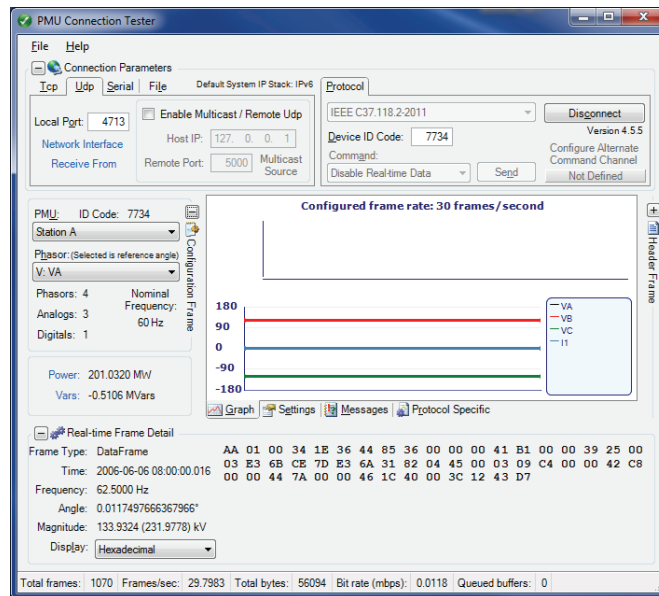 PMU Connection Tester
File Help
Connection Parameters
Tcp Udp Serial File Default System IP Stack: IPv6 Protocol
Local Port: 4713
Enable Multicast / Remote Udp
Network Interface
Receive From
Host IP: 127. 0. 0. 1
Remote Port: 5000 Multicast Source
IEEE C37.118.2-2011
Device ID Code: 7734
Command:
Disable Real-time Data Send
Disconnect
Version 4.5.5
Configure Alternate
Command Channel
Not Defined
PMU: ID Code: 7734
Station A
Phasor: (Selected is reference angle)
V: VA
Phasors: 4
Analogs: 3
Digitals: 1
Nominal
Frequency:
60 Hz
Configuration Frame
Power: 201.0320 MW
Vars: -0.5106 MVars
Configured frame rate: 30 frames/second
180
90
0
-90
-180
VA
VB
VC
I1
Header Frame
Graph Settings Messages Protocol Specific
Real-time Frame Detail
Frame Type: DataFrame
Time: 2006-06-06 08:00:00.016
Frequency: 62.5000 Hz
Angle: 0.0117497666367966°
Magnitude: 133.9324 (231.9778) kV
Display: Hexadecimal
AA 01 00 34 1E 36 44 85 36 00 00 00 41 B1 00 00 39 25 00
03 E3 6B CE 7D E3 6A 31 82 04 45 00 03 09 C4 00 00 42 C8
00 00 44 7A 00 00 46 1C 40 00 3C 12 43 D7
Total frames: 1070 Frames/sec: 29.7983 Total bytes: 56094 Bit rate (mbps): 0.0118 Queued buffers: 0